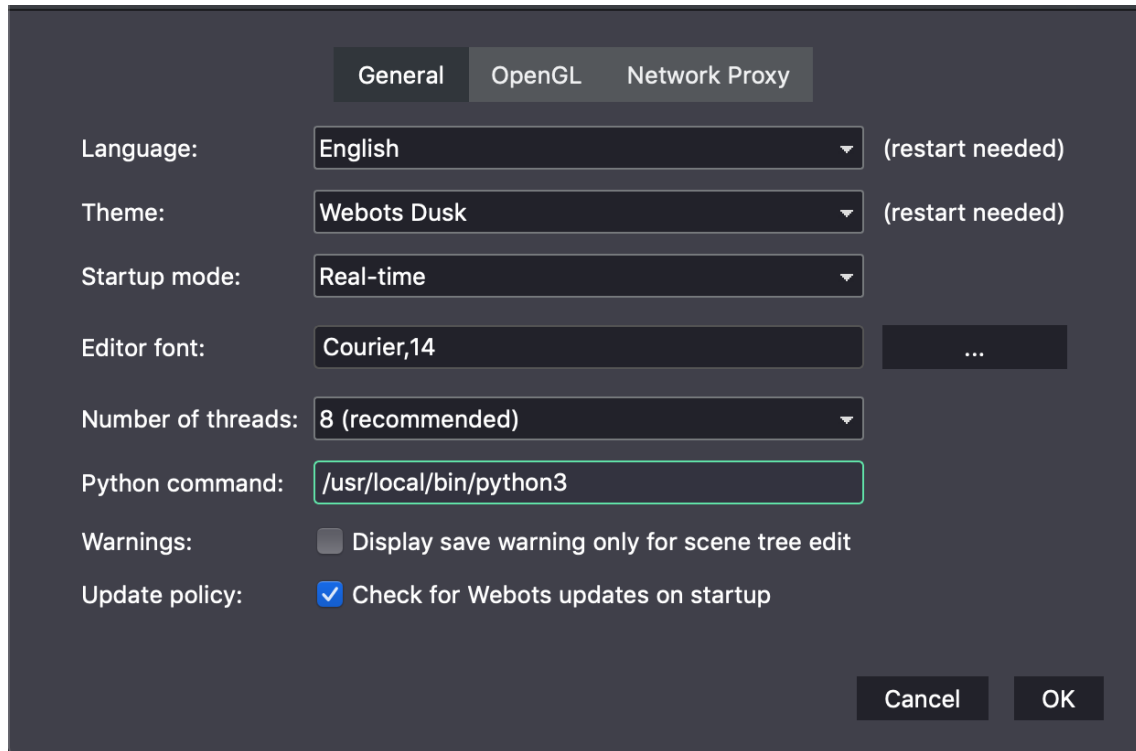 General OpenGL Network Proxy
Language: English (restart needed)
Theme: Webots Dusk (restart needed)
Startup mode: Real-time
Editor font: Courier,14 ...
Number of threads: 8 (recommended)
Python command: /usr/local/bin/python3
Warnings: Display save warning only for scene tree edit
Update policy: Check for Webots updates on startup
Cancel OK